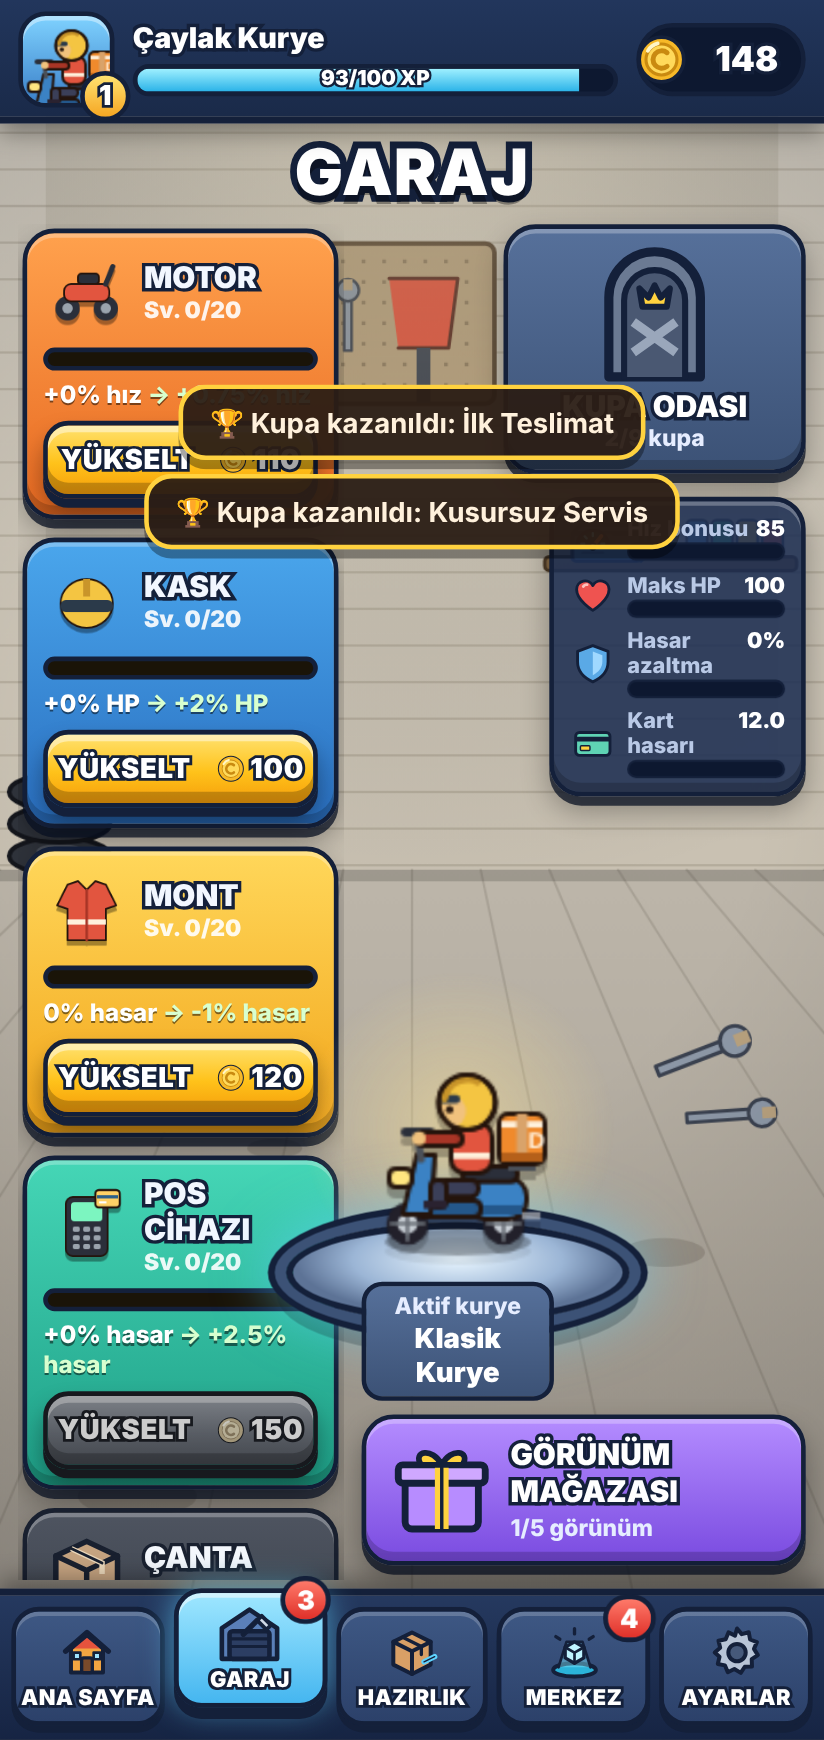 Çaylak Kurye
93/100 XP
148
1
GARAJ
MOTOR
Sv. 0/20
+0% hız →
YÜKSELT 110
ODASI
kupa
🏆 Kupa kazanıldı: İlk Teslimat
🏆 Kupa kazanıldı: Kusursuz Servis
bonusu 85
Maks HP 100
Hasar azaltma 0%
Kart hasarı 12.0
KASK
Sv. 0/20
+0% HP → +2% HP
YÜKSELT 100
MONT
Sv. 0/20
0% hasar → -1% hasar
YÜKSELT 120
POS
CİHAZI
Sv. 0/20
+0% hasar → +2.5%
hasar
YÜKSELT 150
D
Aktif kurye
Klasik
Kurye
GÖRÜNÜM
MAĞAZASI
1/5 görünüm
ÇANTA
ANA SAYFA
3
GARAJ
HAZIRLIK
4
MERKEZ
AYARLAR